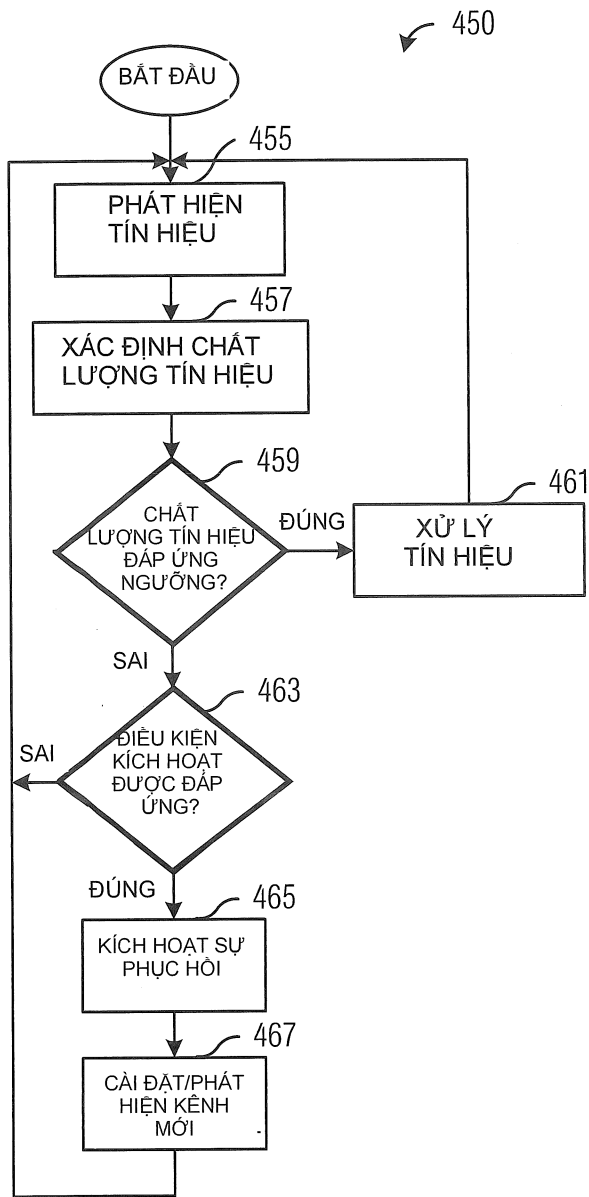 450
BẮT ĐẦU
455
PHÁT HIỆN
TÍN HIỆU
457
XÁC ĐỊNH CHẤT
LƯỢNG TÍN HIỆU
459
CHẤT
LƯỢNG TÍN HIỆU
ĐÁP ỨNG
NGƯỠNG?
ĐÚNG
461
XỬ LÝ
TÍN HIỆU
SAI
463
ĐIỀU KIỆN
KÍCH HOẠT
ĐƯỢC ĐÁP
ỨNG?
SAI
ĐÚNG
465
KÍCH HOẠT SỰ
PHỤC HỒI
467
CÀI ĐẶT/PHÁT
HIỆN KÊNH
MỚI